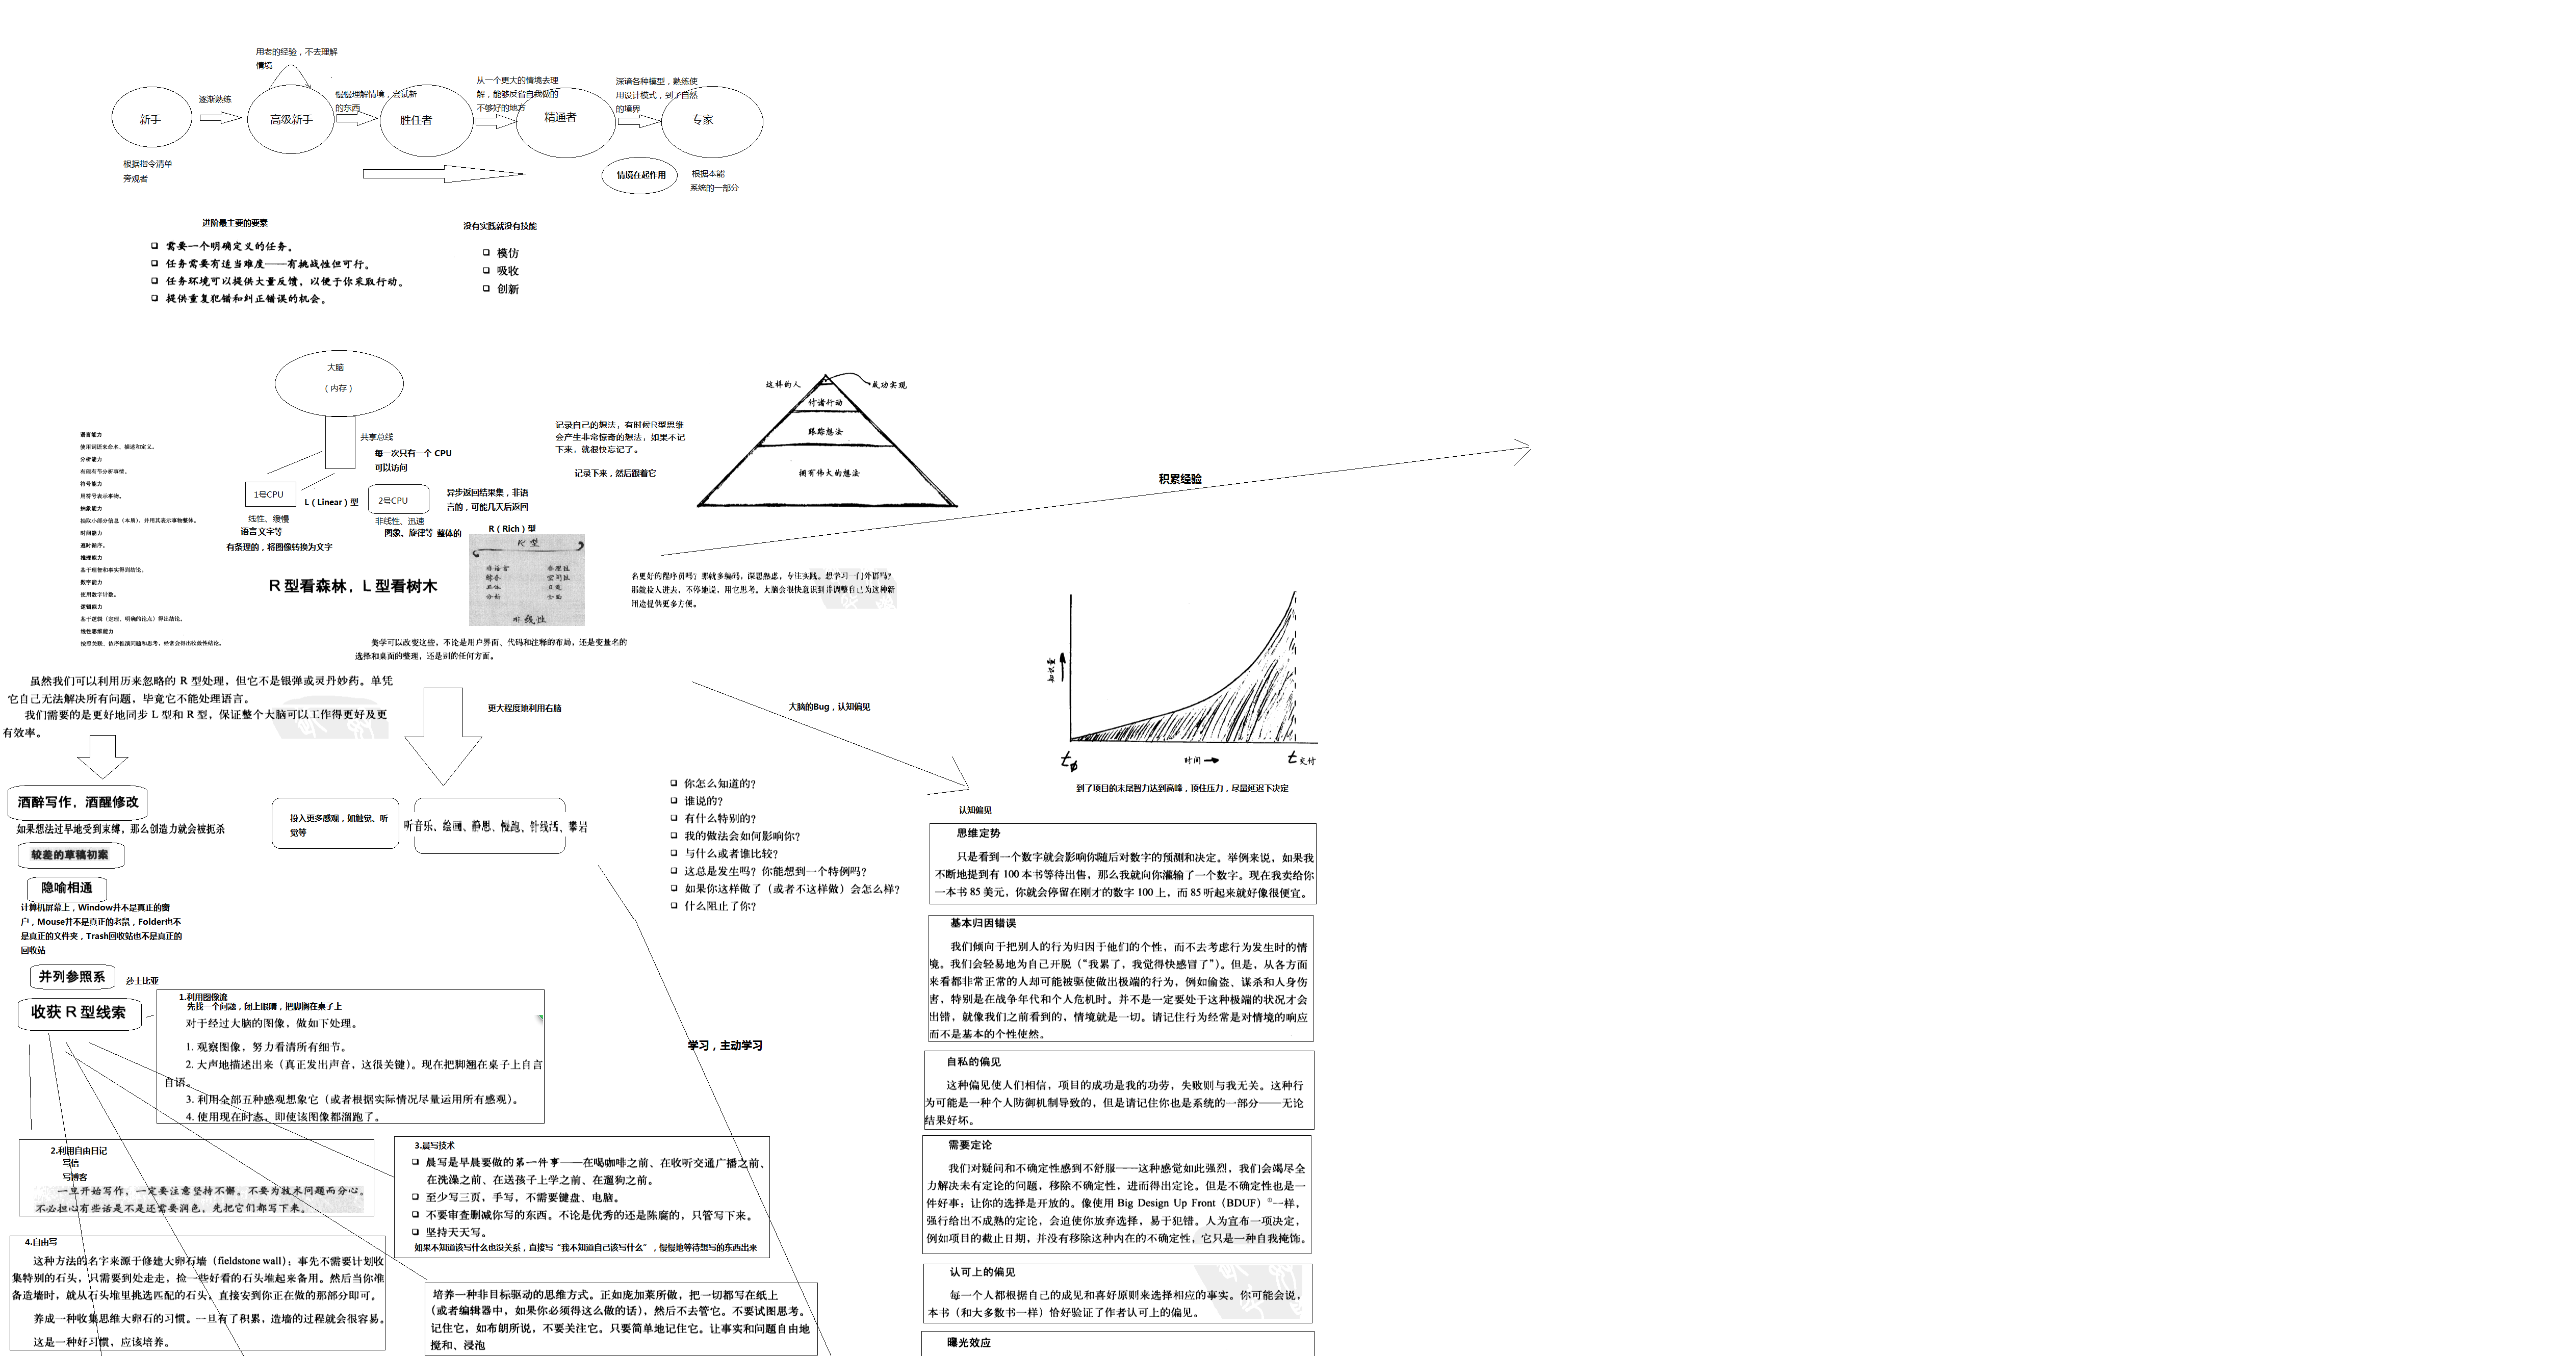 用老的经验，不去理解
情境
逐渐熟练
慢慢理解情境，尝试新
的东西
从一个更大的情境去理
解，能够反省自我做的
不够好的地方
深谙各种模型，熟练使
用设计模式，到了自然
的境界
新手
高级新手
胜任者
精通者
专家
根据指令清单
旁观者
情境在起作用
根据本能
系统的一部分
进阶最主要的要素
需要一个明确定义的任务。
任务需要有适当难度——有挑战性但可行。
任务环境可以提供大量反馈，以便于你采取行动。
提供重复犯错和纠正错误的机会。
没有实践就没有技能
模仿
吸收
创新
大脑
（内存）
共享总线
每一次只有一个 CPU
可以访问
1号CPU
L（Linear）型
2号CPU
异步返回结果集，非语
言的，可能几天后返回
线性、缓慢
语言文字等
有条理的，将图像转换为文字
非线性、迅速
图象、旋律等 整体的
R（Rich）型
R 型
非语言
非理性
综合
空间性
具体
直觉
分析
全貌
非线性
R 型看森林，L 型看树木
语言能力
使用词语来命名、描述和定义。
分析能力
有理有节分析事情。
符号能力
用符号表示事物。
抽象能力
抽取小部分信息（本质），并用其表示事物整体。
时间能力
遵时循序。
推理能力
基于理智和事实得到结论。
数字能力
使用数字计数。
逻辑能力
基于逻辑（定理、明确的论点）得出结论。
线性思维能力
按照关联、依序推演问题和思考，经常会得出收敛性结论。
记录自己的想法，有时候R型思维
会产生非常惊奇的想法，如果不记
下来，就很快忘记了。
记录下来，然后跟着它
这样的人
成功实现
付诸行动
跟踪想法
拥有伟大的想法
积累经验
名更好的程序员吗？那就多编码，深思熟虑，专注实践。想学习一门外语吗？
那就投入进去、不停地说，用它思考。大脑会很快意识到并调整自己为这种新
用途提供更多方便。
美学可以改变这些，不论是用户界面、代码和注释的布局，还是变量名的
选择和桌面的整理，还是别的任何方面。
虽然我们可以利用历来忽略的 R 型处理，但它不是银弹或灵丹妙药。单凭
它自己无法解决所有问题，毕竟它不能处理语言。
我们需要的是更好地同步 L 型和 R 型，保证整个大脑可以工作得更好及更
有效率。
更大程度地利用右脑
大脑的Bug，认知偏见
知识量
时间
t0
t 交付
到了项目的末尾智力达到高峰，顶住压力，尽量延迟下决定
酒醉写作，酒醒修改
如果想法过早地受到束缚，那么创造力就会被扼杀
较差的草稿初案
隐喻相通
计算机屏幕上，Window并不是真正的窗
户，Mouse并不是真正的老鼠，Folder也不
是真正的文件夹，Trash回收站也不是真正的
回收站
并列参照系
莎士比亚
收获 R 型线索
投入更多感观，如触觉、听
觉等
听音乐、绘画、静思、慢跑、针线活、攀岩
你怎么知道的？
谁说的？
有什么特别的？
我的做法会如何影响你？
与什么或者谁比较？
这总是发生吗？你能想到一个特例吗？
如果你这样做了（或者不这样做）会怎么样？
什么阻止了你？
学习，主动学习
1.利用图像流
先找一个问题，闭上眼睛，把脚搁在桌子上
对于经过大脑的图像，做如下处理。
1. 观察图像，努力看清所有细节。
2. 大声地描述出来（真正发出声音，这很关键）。现在把脚翘在桌子上自言
自语。
3. 利用全部五种感观想象它（或者根据实际情况尽量运用所有感观）。
4. 使用现在时态，即使该图像都溜跑了。
2.利用自由日记
写信
写博客
一旦开始写作，一定要注意坚持不懈。不要为技术问题而分心。
不必担心有些话是不是还需要润色，先把它们都写下来。
3.晨写技术
晨写是早晨要做的第一件事——在喝咖啡之前、在收听交通广播之前、
在洗澡之前、在送孩子上学之前、在遛狗之前。
至少写三页，手写，不需要键盘、电脑。
不要审查删减你写的东西。不论是优秀的还是陈腐的，只管写下来。
坚持天天写。
如果不知道该写什么也没关系，直接写“我不知道自己该写什么”，慢慢地等待想写的东西出来
4.自由写
这种方法的名字来源于修建大卵石墙（fieldstone wall）；事先不需要计划收
集特别的石头，只需要到处走走，捡一些好看的石头堆起来备用。然后当你准
备造墙时，就从石头堆里挑选匹配的石头，直接安到你正在做的那部分即可。
养成一种收集思维大卵石的习惯。一旦有了积累，造墙的过程就会很容易。
这是一种好习惯，应该培养。
培养一种非目标驱动的思维方式。正如庞加莱所做，把一切都写在纸上
（或者编辑器中，如果你必须得这么做的话），然后不去管它。不要试图思考。
记住它，如布朗所说，不要关注它。只要简单地记住它。让事实和问题自由地
搅和、浸泡
认知偏见
思维定势
只是看到一个数字就会影响你随后对数字的预测和决定。举例来说，如果我
不断地提到有 100 本书等待出售，那么我就向你灌输了一个数字。现在我卖给你
一本书 85 美元，你就会停留在刚才的数字 100 上，而 85 听起来就好像很便宜。
基本归因错误
我们倾向于把别人的行为归因于他们的个性，而不去考虑行为发生时的情
境。我们会轻易地为自己开脱（“我累了，我觉得快感冒了”）。但是，从各方面
来看都非常正常的人却可能被驱使做出极端的行为，例如偷盗、谋杀和人身伤
害，特别是在战争年代和个人危机时。并不是一定要处于这种极端的状况才会
出错，就像我们之前看到的，情境就是一切。请记住行为经常是对情境的响应
而不是基本的个性使然。
自私的偏见
这种偏见使人们相信，项目的成功是我的功劳，失败则与我无关。这种行
为可能是一种个人防御机制导致的，但是请记住你也是系统的一部分——无论
结果好坏。
需要定论
我们对疑问和不确定性感到不舒服——这种感觉如此强烈，我们会竭尽全
力解决未有定论的问题，移除不确定性，进而得出定论。但是不确定性也是一
件好事：让你的选择是开放的。像使用 Big Design Up Front（BDUF）①一样，
强行给出不成熟的定论，会迫使你放弃选择，易于犯错。人为宣布一项决定，
例如项目的截止日期，并没有移除这种内在的不确定性，它只是一种自我掩饰。
认可上的偏见
每一个人都根据自己的成见和喜好原则来选择相应的事实。你可能会说，
本书（和大多数书一样）恰好验证了作者认可上的偏见。
曝光效应